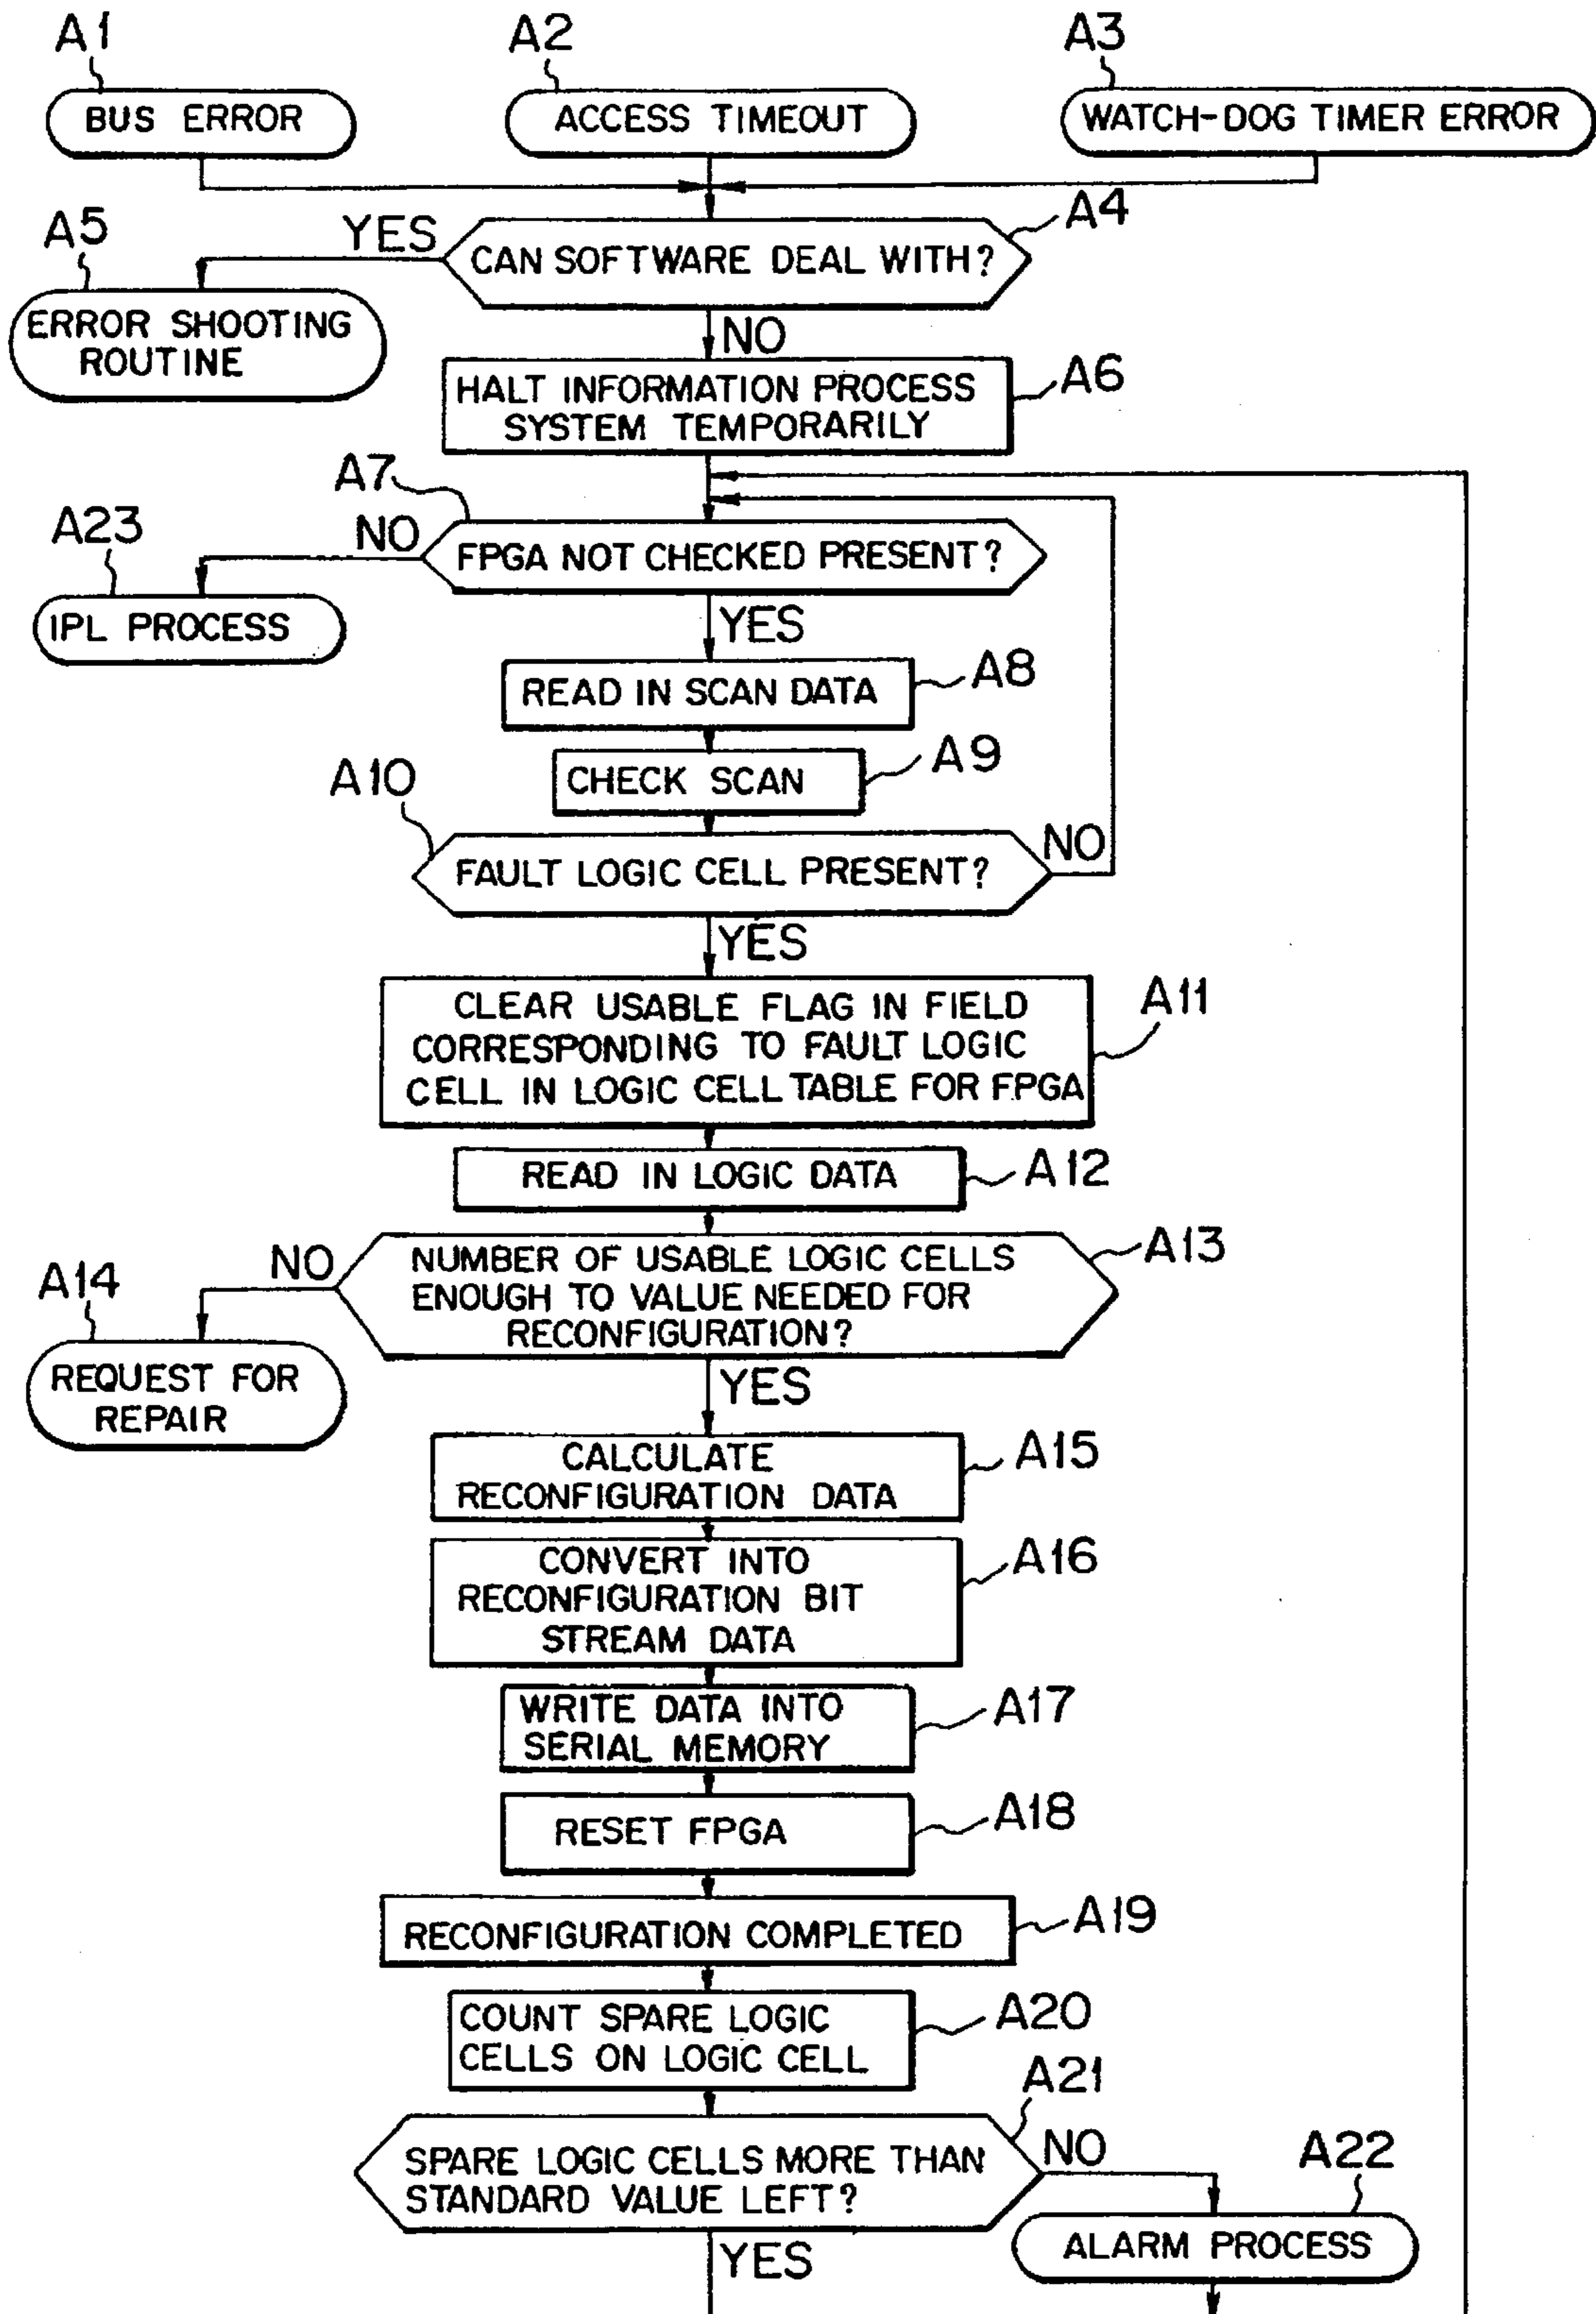 A1
A2
A3
BUS ERROR
ACCESS TIMEOUT
WATCH-DOG TIMER ERROR
A4
A5
YES
CAN SOFTWARE DEAL WITH?
ERROR SHOOTING
ROUTINE
NO
A6
HALT INFORMATION PROCESS
SYSTEM TEMPORARILY
A7
A23
NO
FPGA NOT CHECKED PRESENT?
IPL PROCESS
YES
A8
READ IN SCAN DATA
A9
CHECK SCAN
A10
NO
FAULT LOGIC CELL PRESENT?
YES
A11
CLEAR USABLE FLAG IN FIELD
CORRESPONDING TO FAULT LOGIC
CELL IN LOGIC CELL TABLE FOR FPGA
READ IN LOGIC DATA
A12
A13
NO
NUMBER OF USABLE LOGIC CELLS
ENOUGH TO VALUE NEEDED FOR
RECONFIGURATION?
A14
REQUEST FOR
REPAIR
YES
A15
CALCULATE
RECONFIGURATION DATA
A16
CONVERT INTO
RECONFIGURATION BIT
STREAM DATA
A17
WRITE DATA INTO
SERIAL MEMORY
A18
RESET FPGA
A19
RECONFIGURATION COMPLETED
A20
COUNT SPARE LOGIC
CELLS ON LOGIC CELL
A21
NO
SPARE LOGIC CELLS MORE THAN
STANDARD VALUE LEFT?
A22
ALARM PROCESS
YES